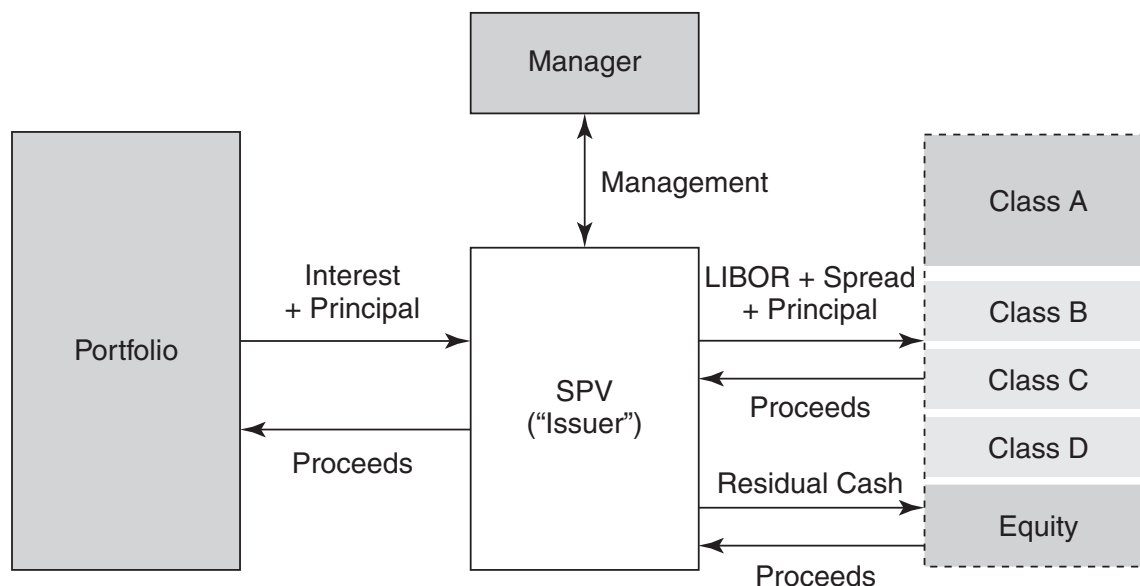 Manager
Management
Portfolio
Interest
+ Principal
Proceeds
SPV
(“Issuer”)
LIBOR + Spread
+ Principal
Proceeds
Residual Cash
Proceeds
Class A
Class B
Class C
Class D
Equity